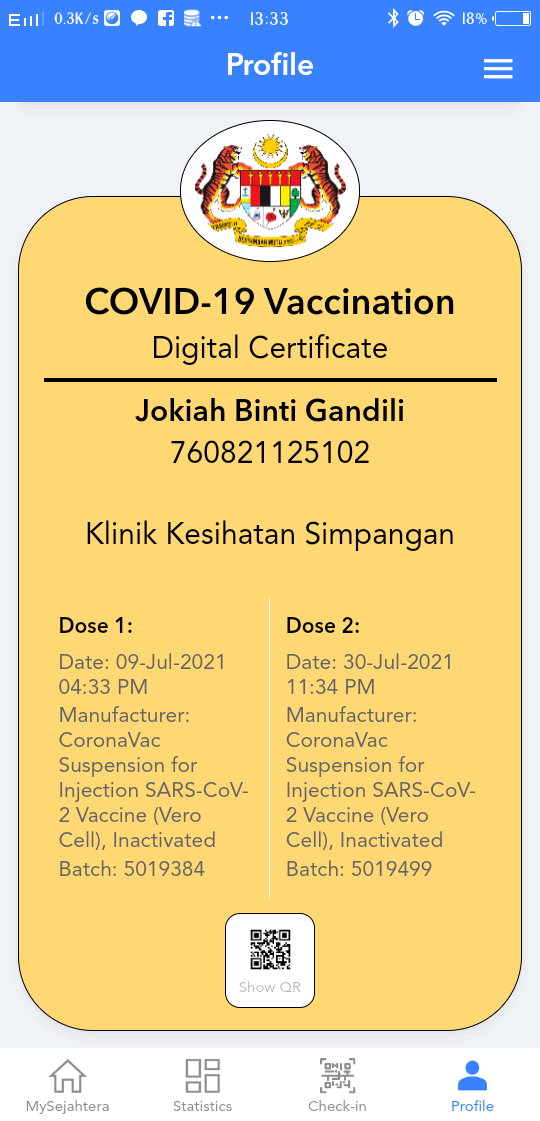 0.3K/s
13:33
18%
Profile
COVID-19 Vaccination
Digital Certificate
Jokiah Binti Gandili
760821125102
Klinik Kesihatan Simpangan
Dose 1:
Date: 09-Jul-2021
04:33 PM
Manufacturer:
CoronaVac
Suspension for
Injection SARS-CoV-
2 Vaccine (Vero
Cell), Inactivated
Batch: 5019384
Dose 2:
Date: 30-Jul-2021
11:34 PM
Manufacturer:
CoronaVac
Suspension for
Injection SARS-CoV-
2 Vaccine (Vero
Cell), Inactivated
Batch: 5019499
Show QR
MySejahtera
Statistics
Check-in
Profile